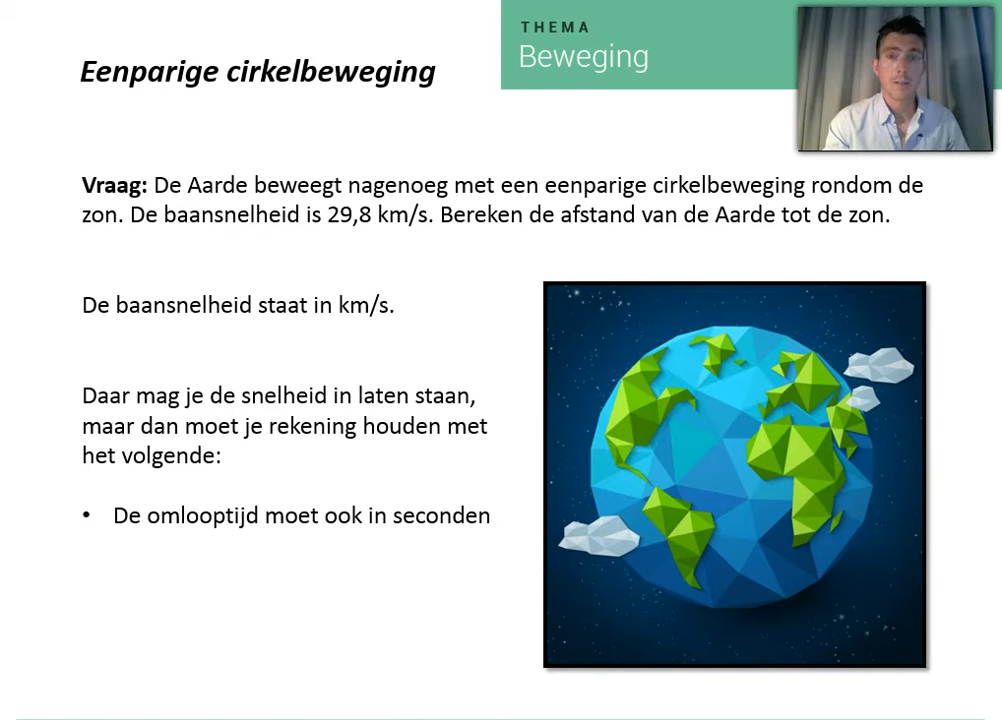 THEMA
Beweging
Eenparige cirkelbeweging
Vraag: De Aarde beweegt nagenoeg met een eenparige cirkelbeweging rondom de
zon. De baansnelheid is 29,8 km/s. Bereken de afstand van de Aarde tot de zon.
De baansnelheid staat in km/s.
Daar mag je de snelheid in laten staan,
maar dan moet je rekening houden met
het volgende:
• De omlooptijd moet ook in seconden